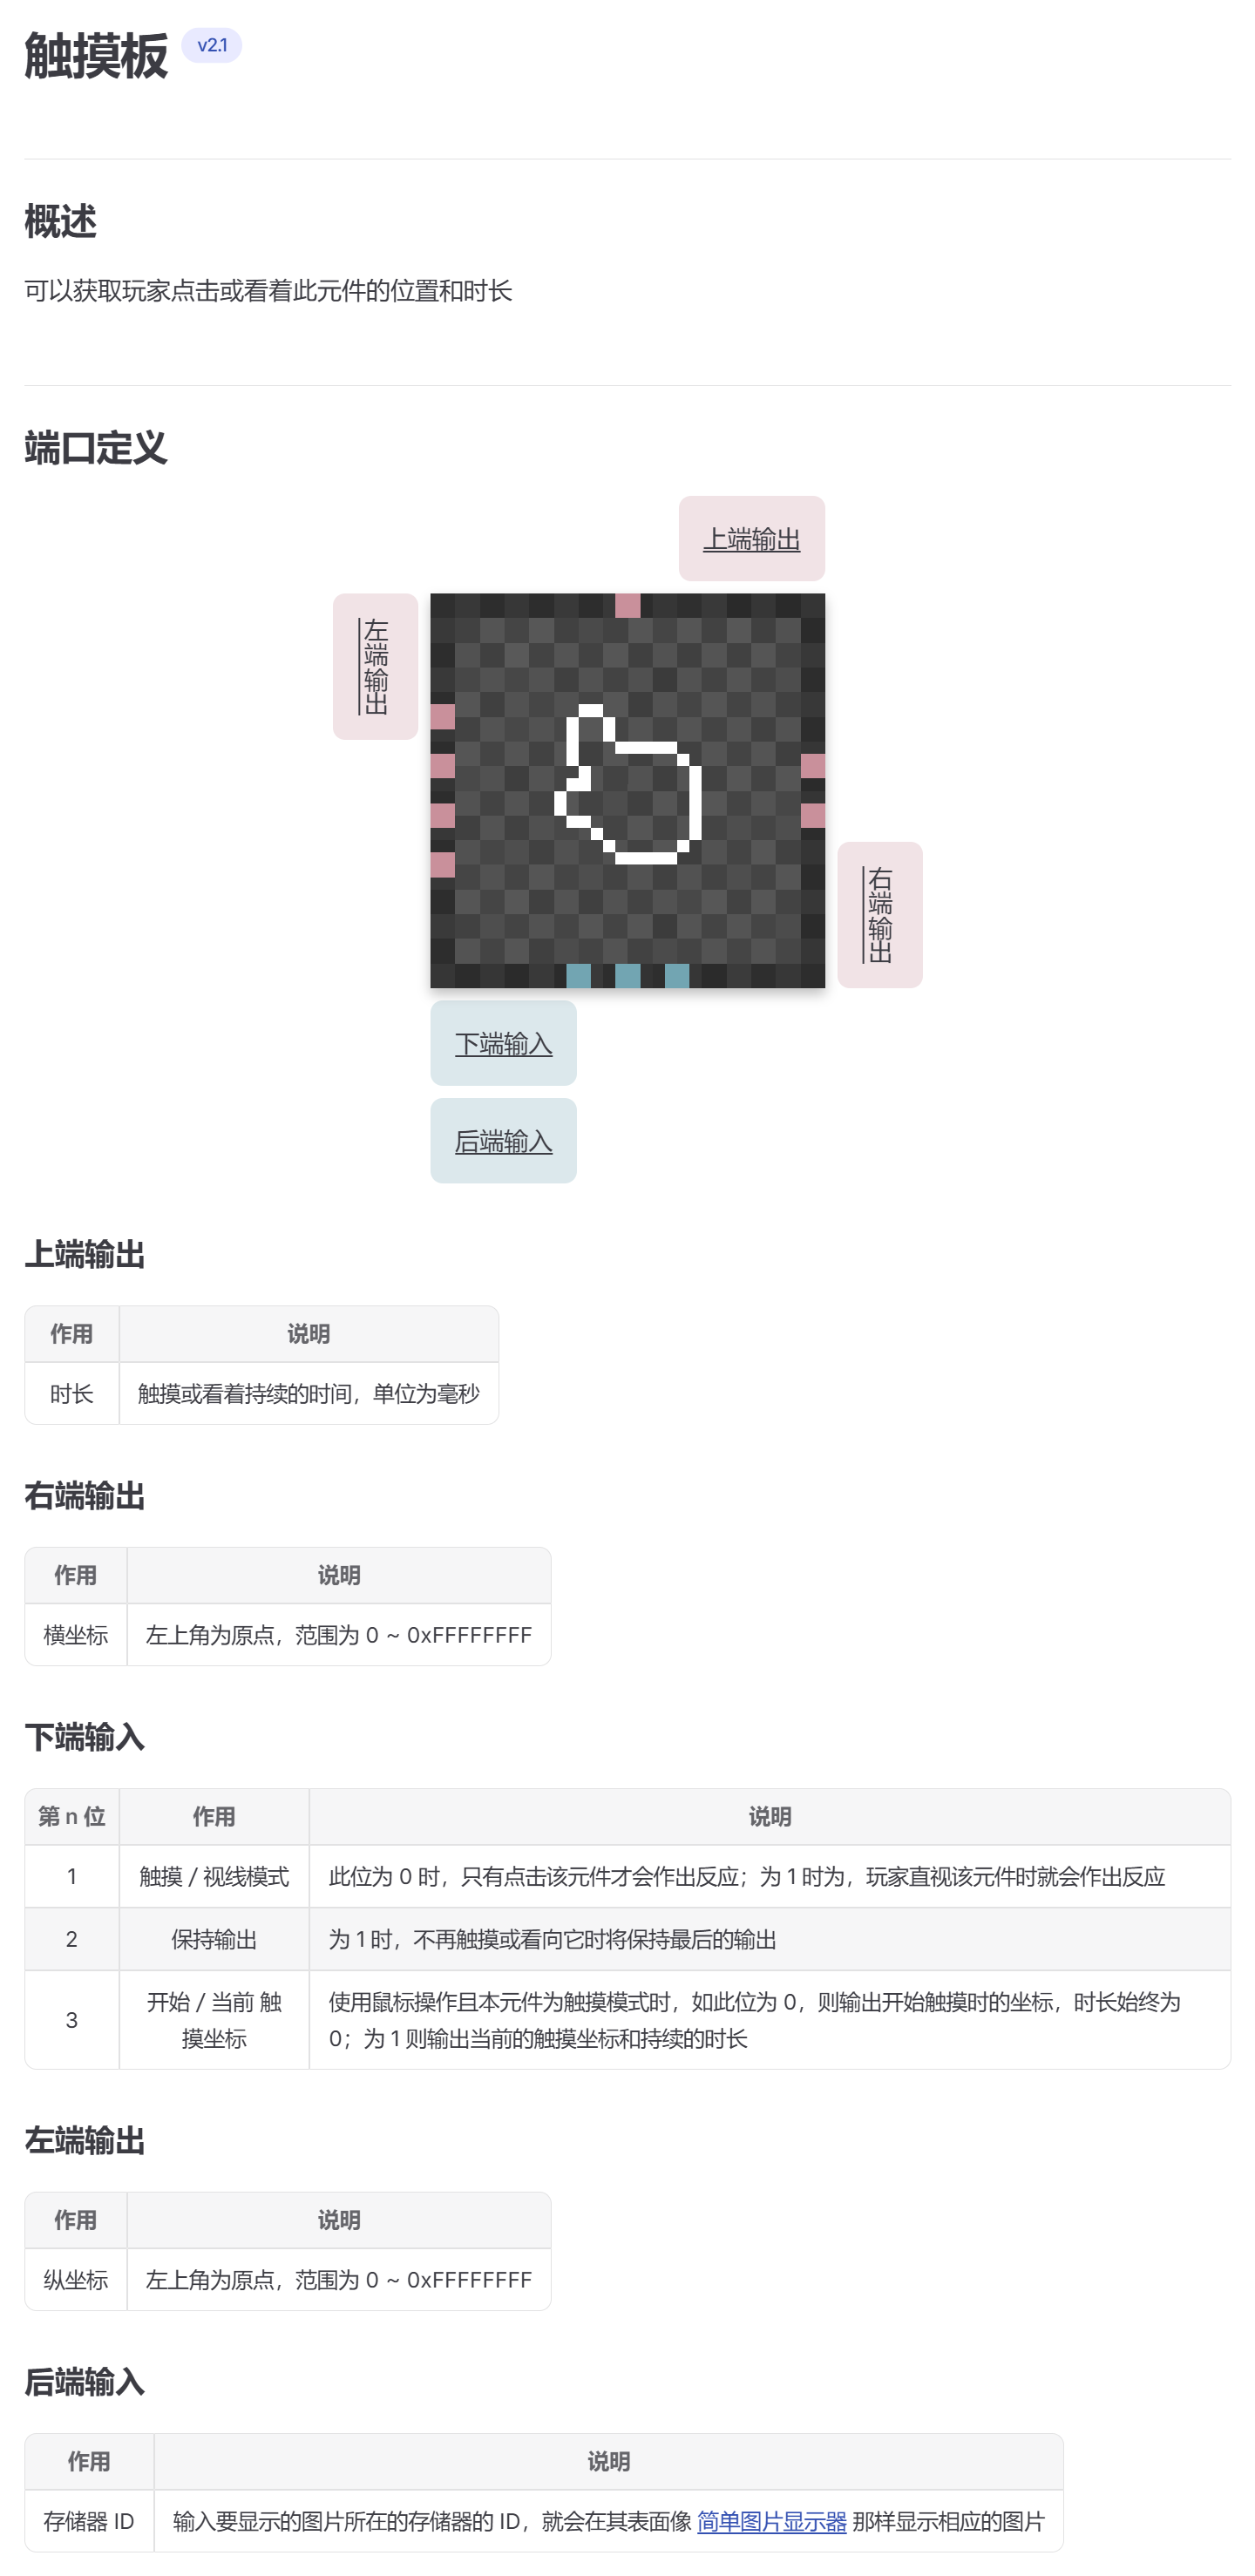 触摸板 v2.1
概述
可以获取玩家点击或看着此元件的位置和时长
端口定义
上端输出
左端输出
右端输出
下端输入
后端输入
上端输出
作用 说明
时长 触摸或看着持续的时间，单位为毫秒
右端输出
作用 说明
横坐标 左上角为原点，范围为 0 ~ 0xFFFFFFFF
下端输入
第 n 位 作用 说明
1 触摸 / 视线模式 此位为 0 时，只有点击该元件才会作出反应；为 1 时为，玩家直视该元件时就会作出反应
2 保持输出 为 1 时，不再触摸或看向它时将保持最后的输出
3 开始 / 当前 触摸坐标 使用鼠标操作且本元件为触摸模式时，如此位为 0，则输出开始触摸时的坐标，时长始终为
0；为 1 则输出当前的触摸坐标和持续的时长
左端输出
作用 说明
纵坐标 左上角为原点，范围为 0 ~ 0xFFFFFFFF
后端输入
作用 说明
存储器 ID 输入要显示的图片所在的存储器的 ID，就会在其表面像 简单图片显示器 那样显示相应的图片